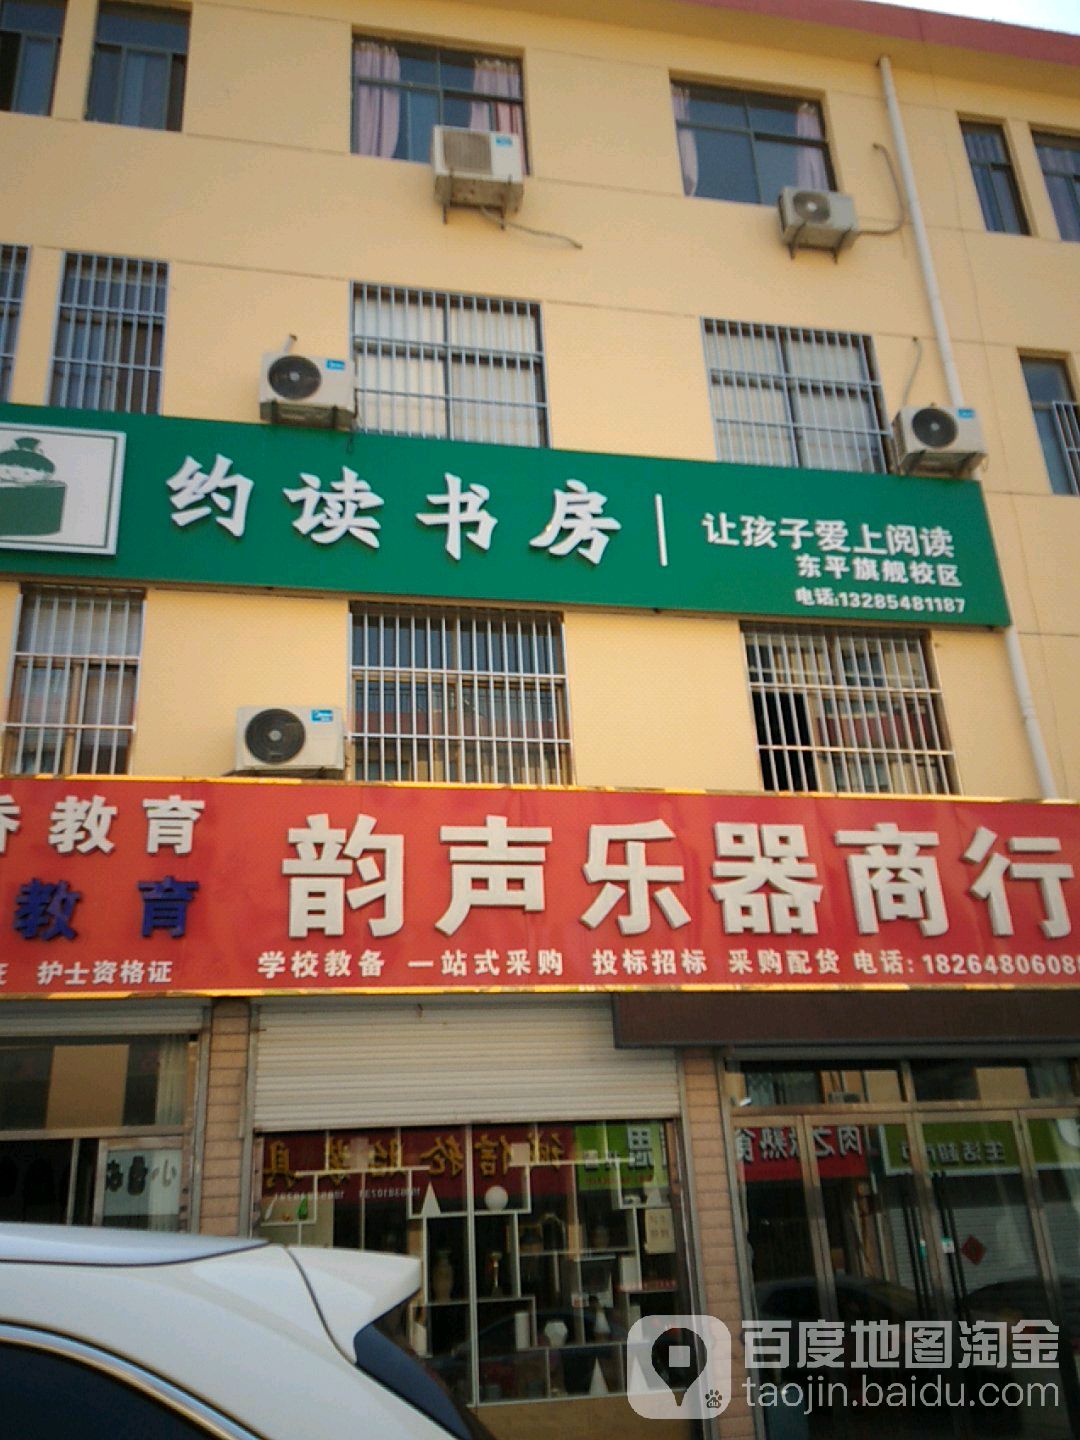 约读书房
让孩子爱上阅读
东平旗舰校区
电话:13285481187
教育
教育
护士资格证
韵声乐器商行
学校教备 一站式采购 投标招标 采购配货 电话:1826480608
百度地图淘金
taojin.baidu.com